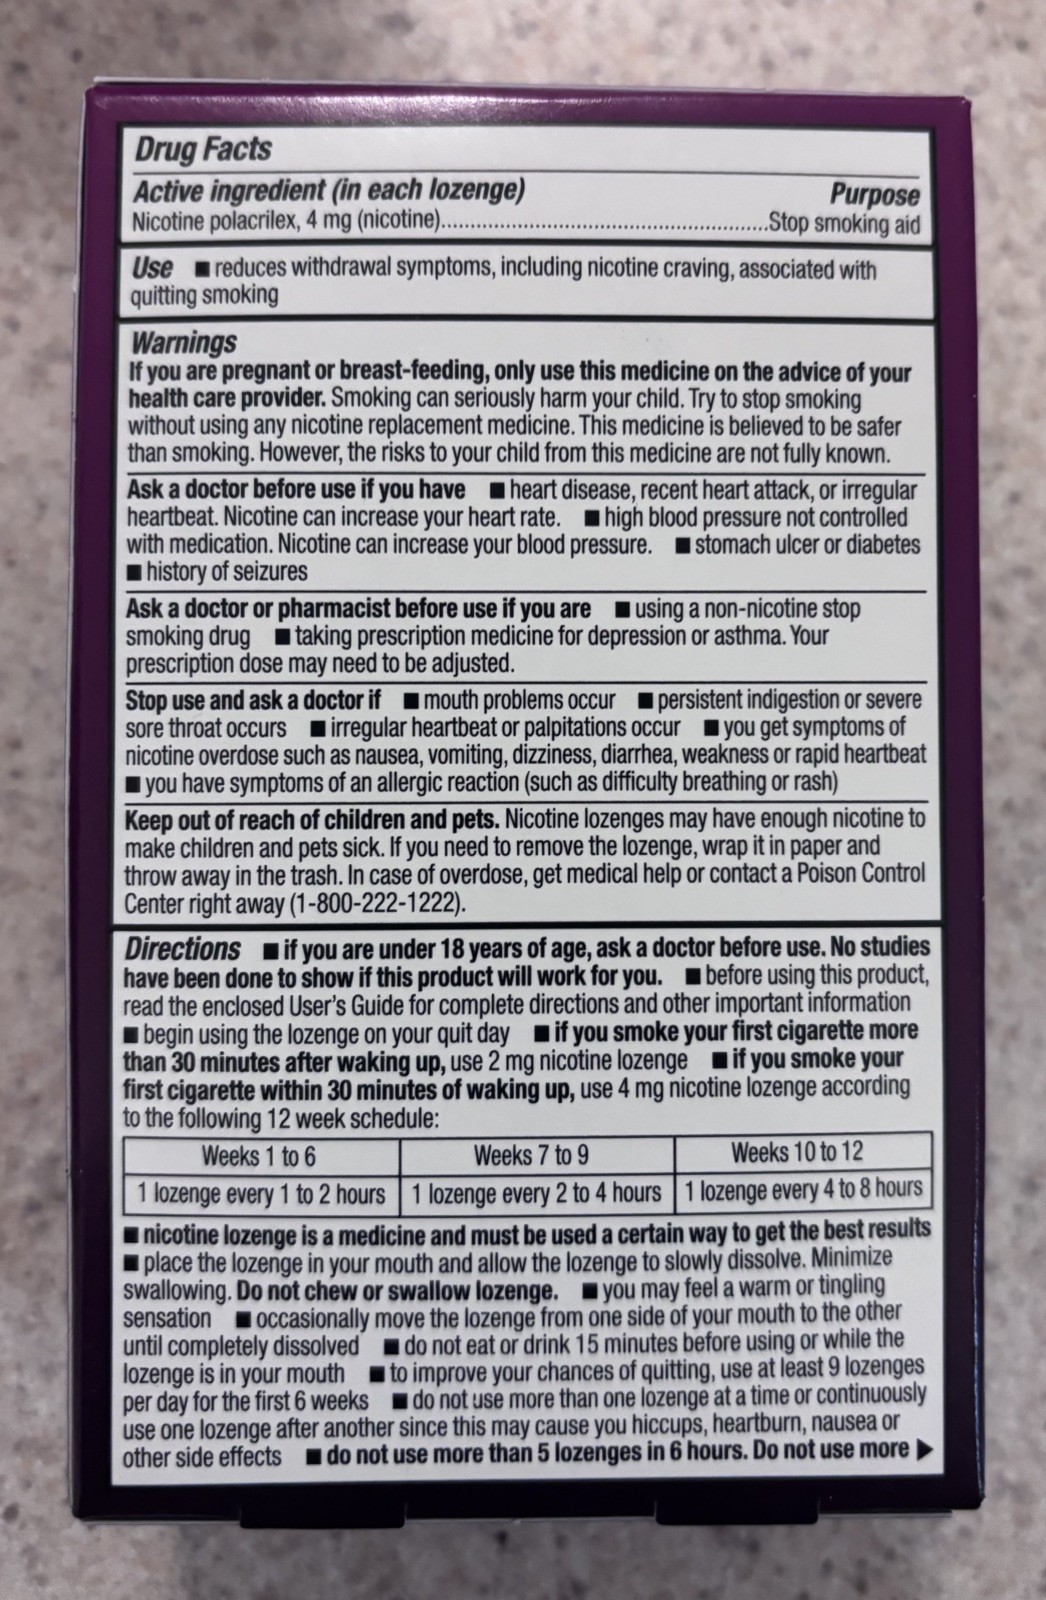 Drug Facts
Active ingredient (in each lozenge) Purpose
Nicotine polacrilex, 4 mg (nicotine)................................................Stop smoking aid
Use ■ reduces withdrawal symptoms, including nicotine craving, associated with
quitting smoking
Warnings
If you are pregnant or breast-feeding, only use this medicine on the advice of your
health care provider. Smoking can seriously harm your child. Try to stop smoking
without using any nicotine replacement medicine. This medicine is believed to be safer
than smoking. However, the risks to your child from this medicine are not fully known.
Ask a doctor before use if you have ■ heart disease, recent heart attack, or irregular
heartbeat. Nicotine can increase your heart rate. ■ high blood pressure not controlled
with medication. Nicotine can increase your blood pressure. ■ stomach ulcer or diabetes
■ history of seizures
Ask a doctor or pharmacist before use if you are ■ using a non-nicotine stop
smoking drug ■ taking prescription medicine for depression or asthma. Your
prescription dose may need to be adjusted.
Stop use and ask a doctor if ■ mouth problems occur ■ persistent indigestion or severe
sore throat occurs ■ irregular heartbeat or palpitations occur ■ you get symptoms of
nicotine overdose such as nausea, vomiting, dizziness, diarrhea, weakness or rapid heartbeat
■ you have symptoms of an allergic reaction (such as difficulty breathing or rash)
Keep out of reach of children and pets. Nicotine lozenges may have enough nicotine to
make children and pets sick. If you need to remove the lozenge, wrap it in paper and
throw away in the trash. In case of overdose, get medical help or contact a Poison Control
Center right away (1-800-222-1222).
Directions ■ if you are under 18 years of age, ask a doctor before use. No studies
have been done to show if this product will work for you. ■ before using this product,
read the enclosed User's Guide for complete directions and other important information
■ begin using the lozenge on your quit day ■ if you smoke your first cigarette more
than 30 minutes after waking up, use 2 mg nicotine lozenge ■ if you smoke your
first cigarette within 30 minutes of waking up, use 4 mg nicotine lozenge according
to the following 12 week schedule:
Weeks 1 to 6 Weeks 7 to 9 Weeks 10 to 12
1 lozenge every 1 to 2 hours 1 lozenge every 2 to 4 hours 1 lozenge every 4 to 8 hours
■ nicotine lozenge is a medicine and must be used a certain way to get the best results
■ place the lozenge in your mouth and allow the lozenge to slowly dissolve. Minimize
swallowing. Do not chew or swallow lozenge. ■ you may feel a warm or tingling
sensation ■ occasionally move the lozenge from one side of your mouth to the other
until completely dissolved ■ do not eat or drink 15 minutes before using or while the
lozenge is in your mouth ■ to improve your chances of quitting, use at least 9 lozenges
per day for the first 6 weeks ■ do not use more than one lozenge at a time or continuously
use one lozenge after another since this may cause you hiccups, heartburn, nausea or
other side effects ■ do not use more than 5 lozenges in 6 hours. Do not use more ▶